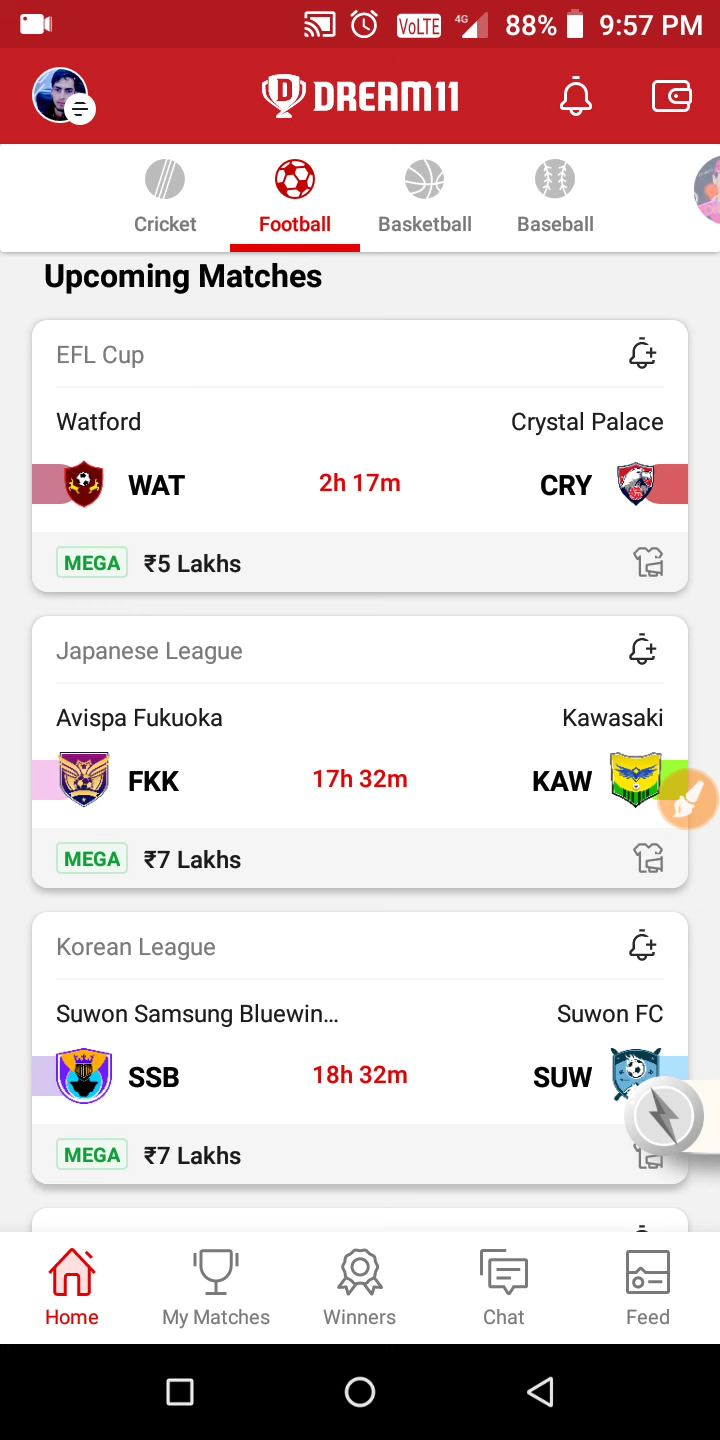 VoLTE 4G 88% 9:57 PM
DREAM11
Cricket Football Basketball Baseball
Upcoming Matches
EFL Cup
Watford Crystal Palace
WAT 2h 17m CRY
MEGA ₹5 Lakhs
Japanese League
Avispa Fukuoka Kawasaki
FKK 17h 32m KAW
MEGA ₹7 Lakhs
Korean League
Suwon Samsung Bluewin... Suwon FC
SSB 18h 32m SUW
MEGA ₹7 Lakhs
Home My Matches Winners Chat Feed